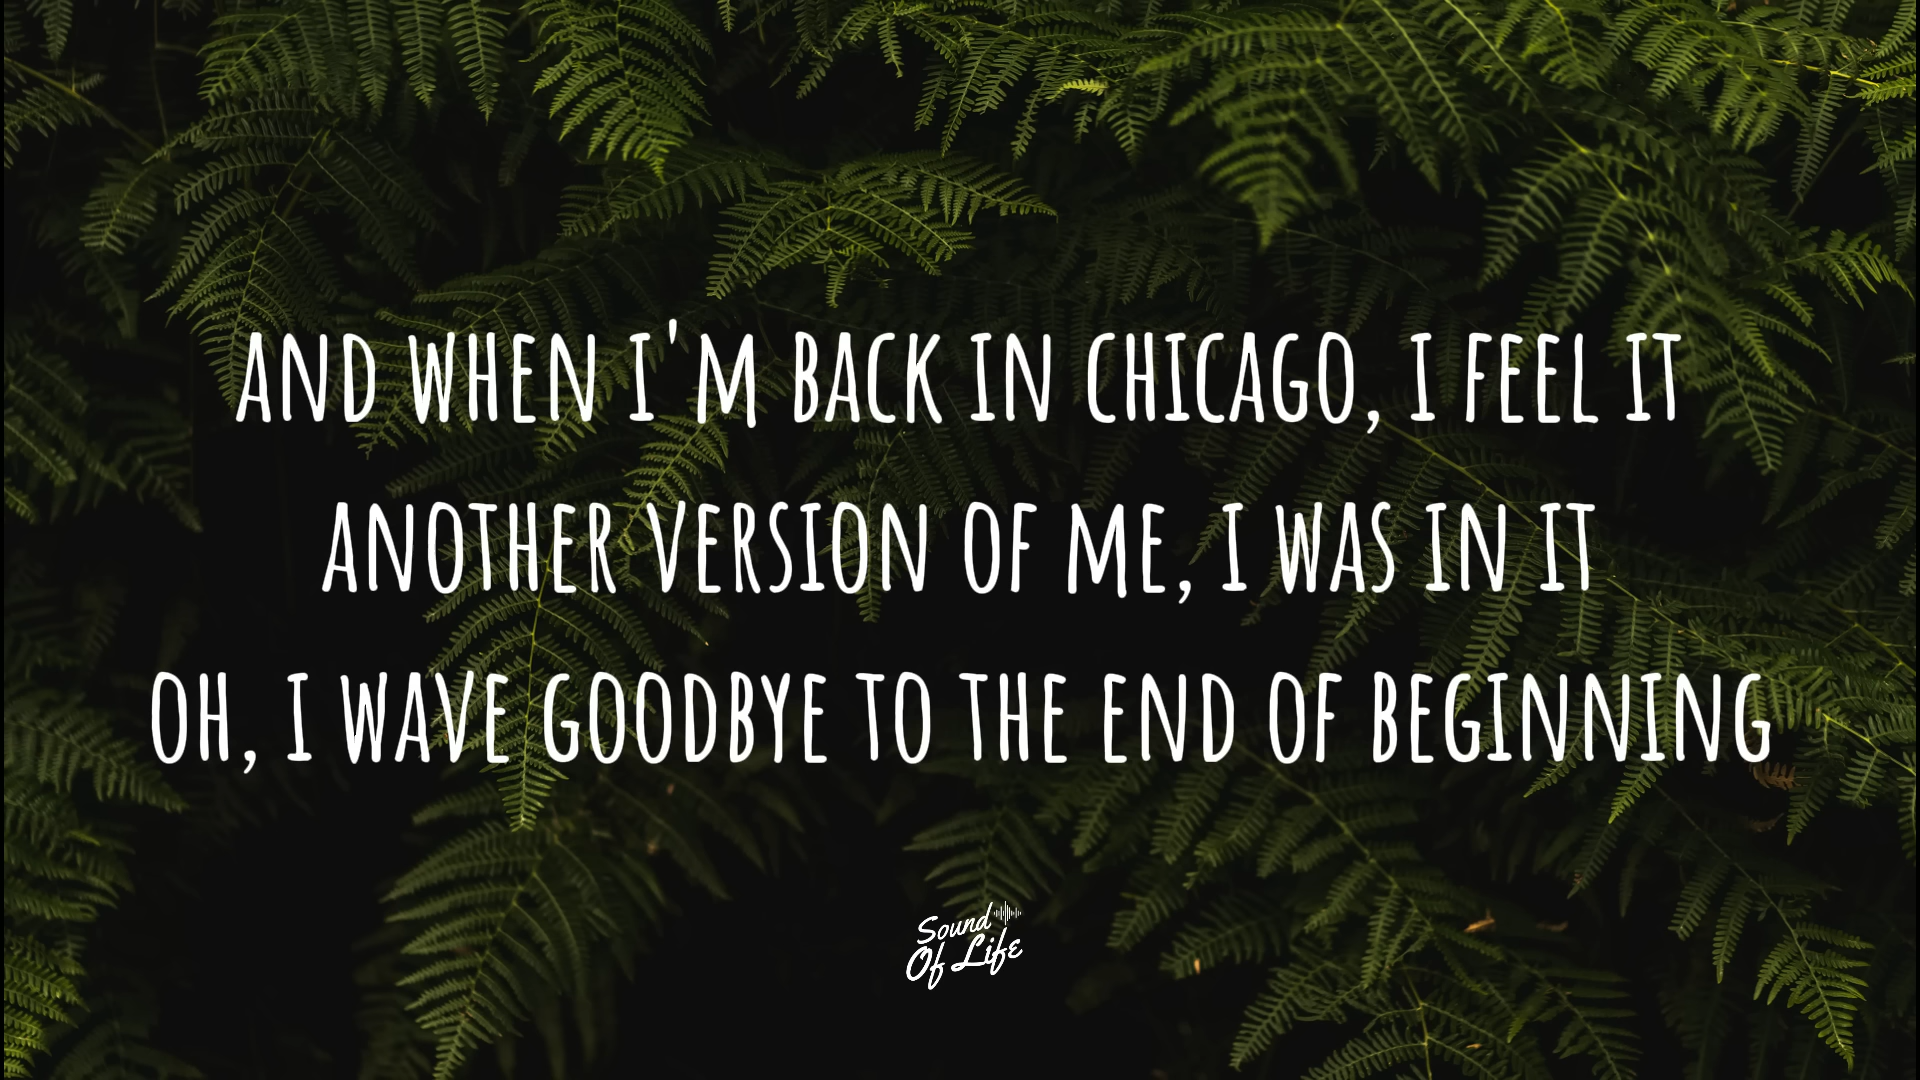 AND WHEN I'M BACK IN CHICAGO, I FEEL IT
ANOTHER VERSION OF ME, I WAS IN IT
OH, I WAVE GOODBYE TO THE END OF BEGINNING
Sound
Of Life